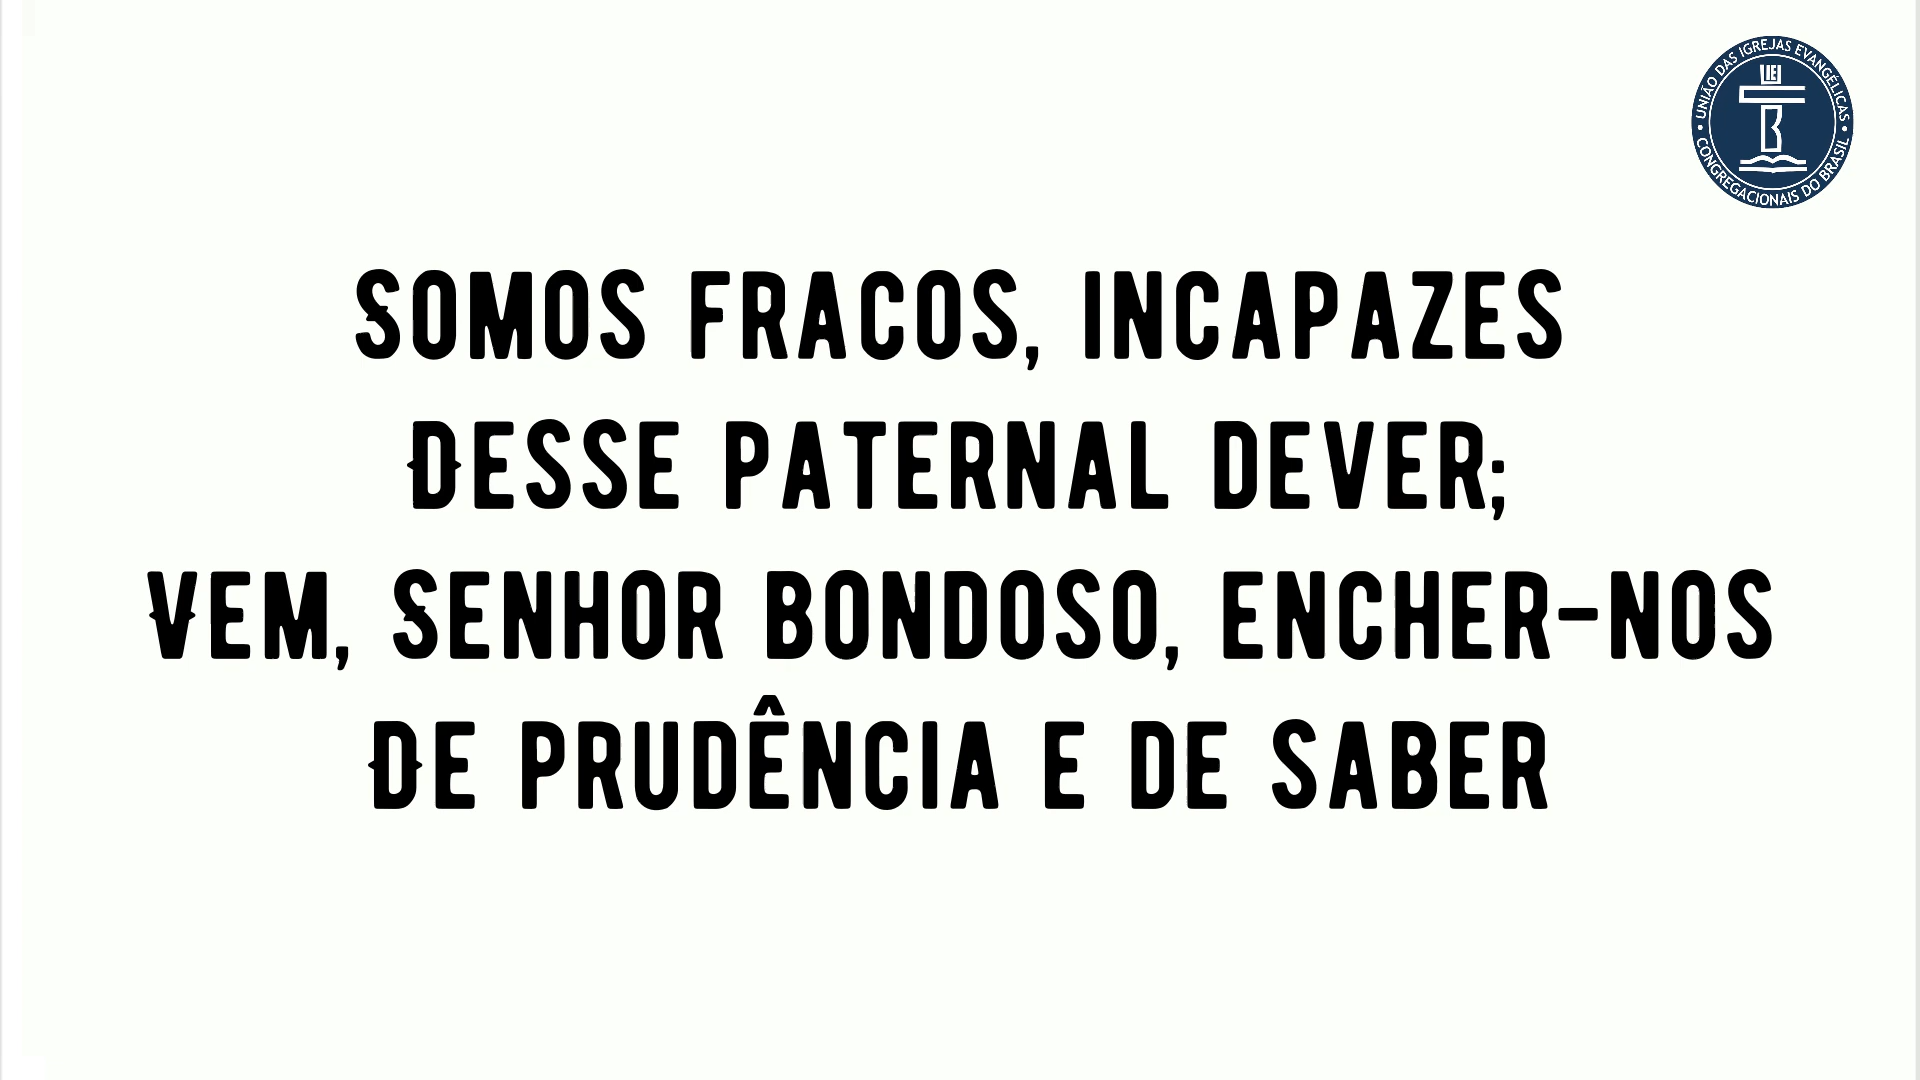 UNIÃO DAS IGREJAS EVANGÉLICAS
CONGREGACIONAIS DO BRASIL
SOMOS FRACOS, INCAPAZES
DESSE PATERNAL DEVER;
VEM, SENHOR BONDOSO, ENCHER-NOS
DE PRUDÊNCIA E DE SABER